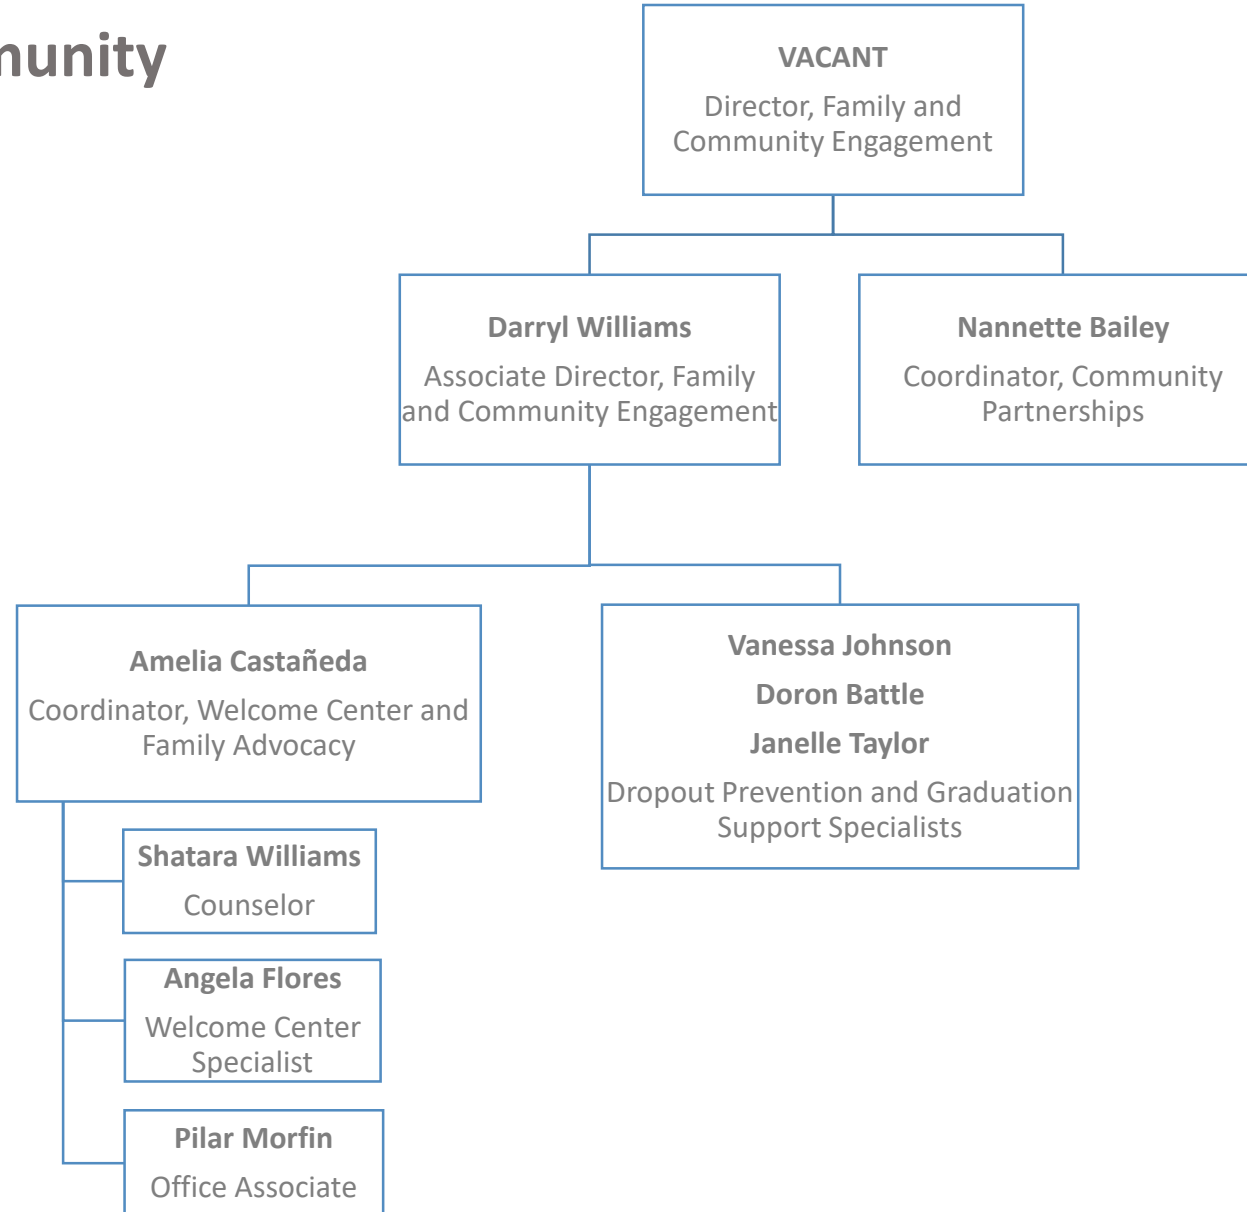 VACANT
Director, Family and
Community Engagement
Darryl Williams
Associate Director, Family
and Community Engagement
Nannette Bailey
Coordinator, Community
Partnerships
Amelia Castañeda
Coordinator, Welcome Center and
Family Advocacy
Vanessa Johnson
Doron Battle
Janelle Taylor
Dropout Prevention and Graduation
Support Specialists
Shatara Williams
Counselor
Angela Flores
Welcome Center
Specialist
Pilar Morfin
Office Associate